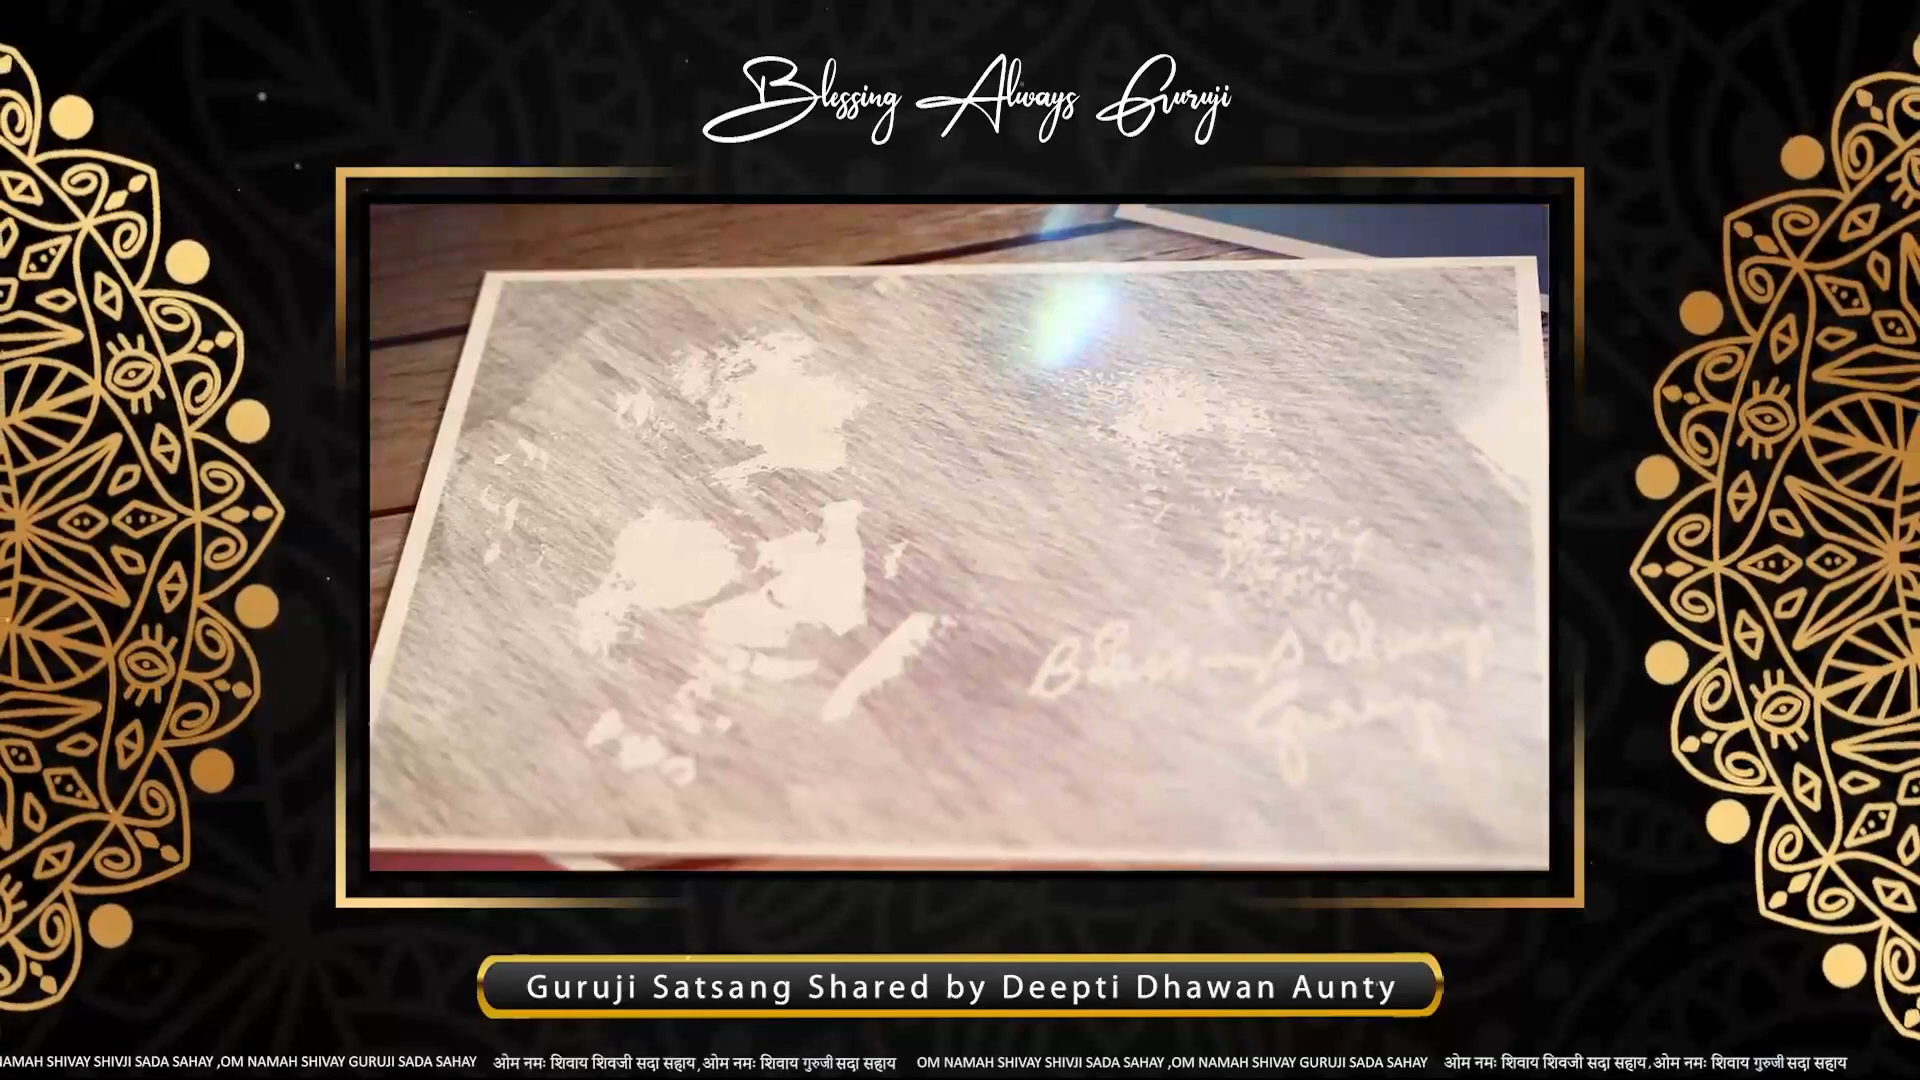 Blessing Always Guruji
Guruji Satsang Shared by Deepti Dhawan Aunty
NAMAH SHIVAY SHIVJI SADA SAHAY ,OM NAMAH SHIVAY GURUJI SADA SAHAY ओम नमः शिवाय शिवजी सदा सहाय, ओम नमः शिवाय गुरुजी सदा सहाय OM NAMAH SHIVAY SHIVJI SADA SAHAY ,OM NAMAH SHIVAY GURUJI SADA SAHAY ओम नमः शिवाय शिवजी सदा सहाय, ओम नमः शिवाय गुरुजी सदा सहाय